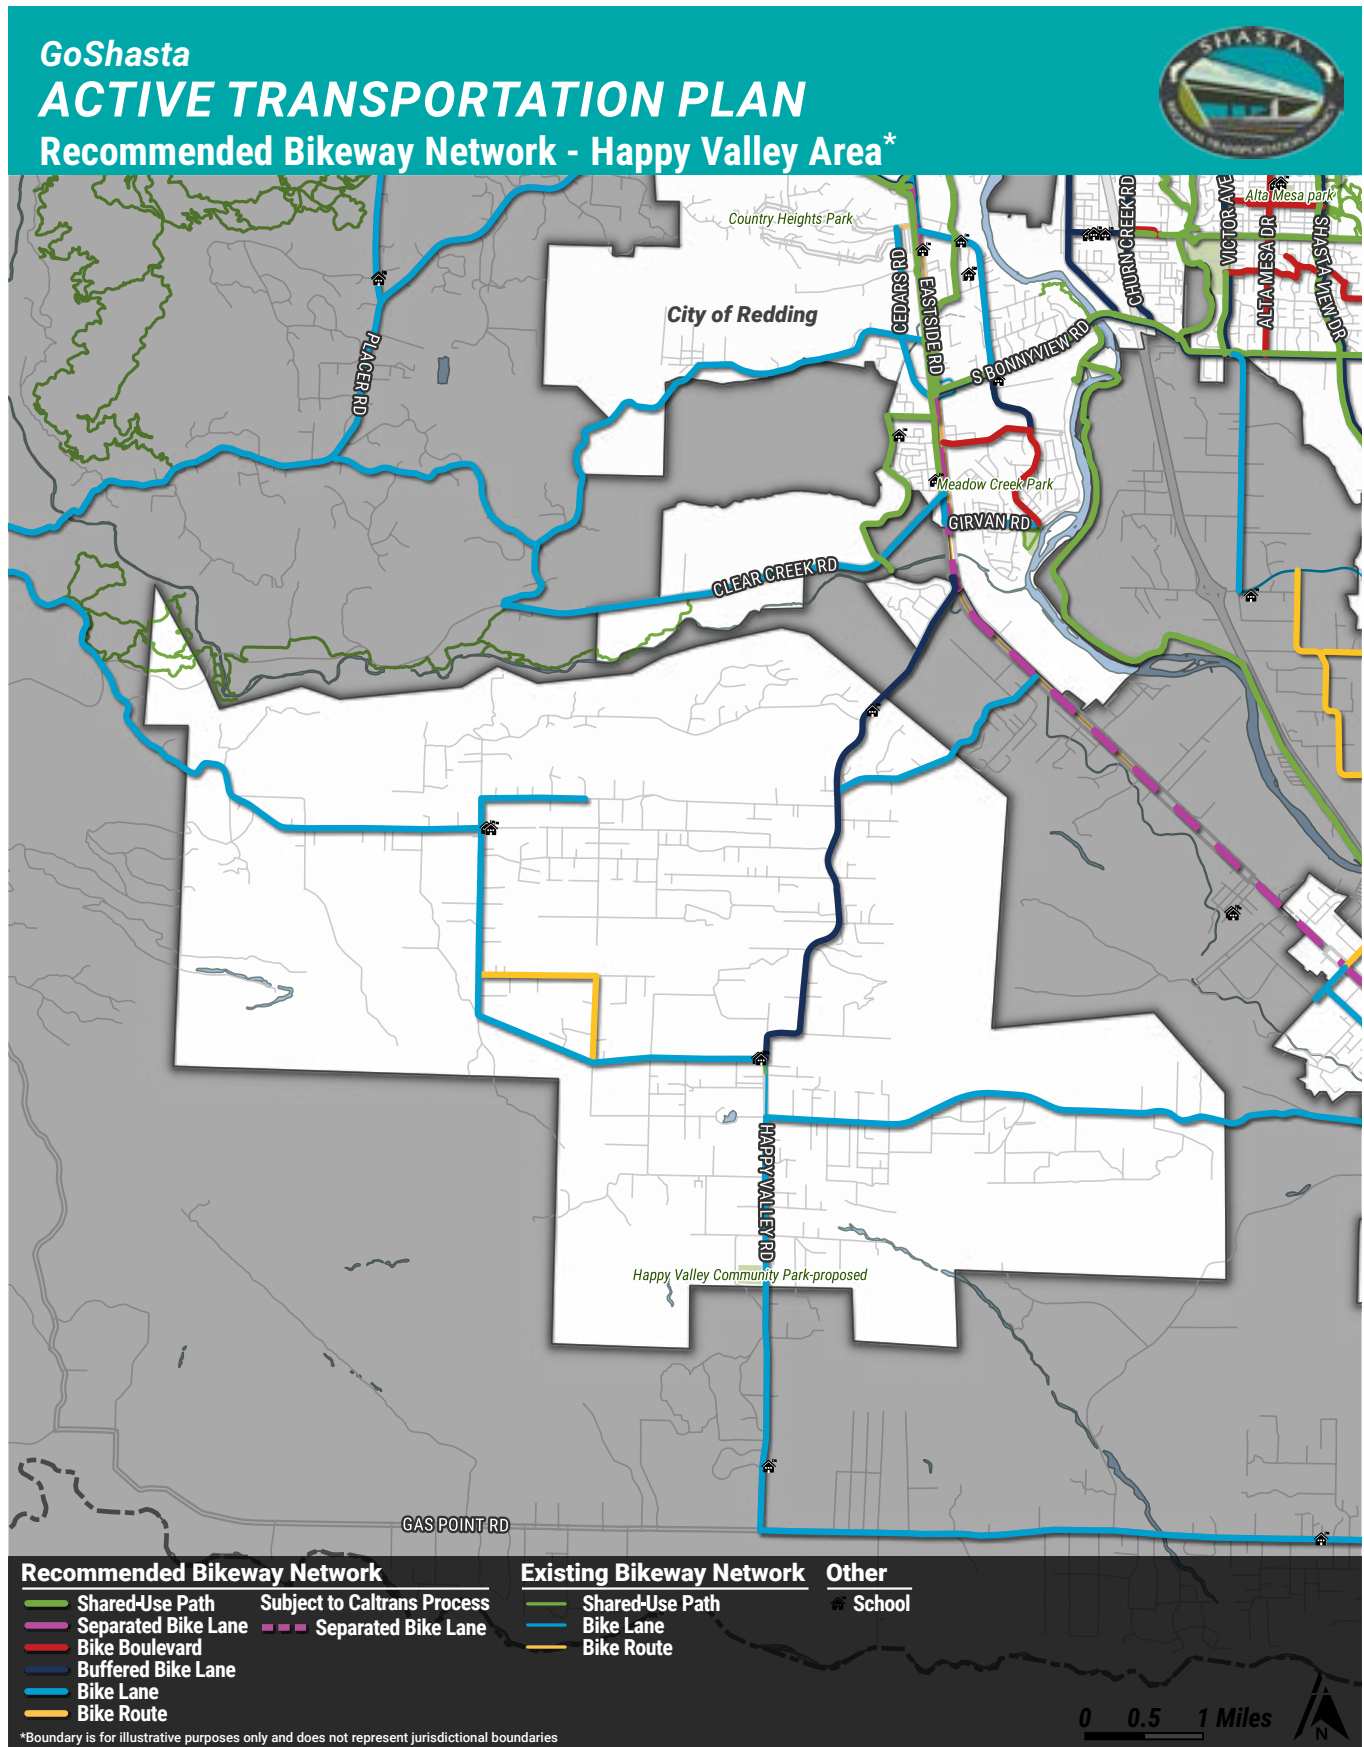 GoShasta
ACTIVE TRANSPORTATION PLAN
Recommended Bikeway Network - Happy Valley Area*
SHASTA
REGIONAL TRANSPORTATION AGENCY
Country Heights Park
City of Redding
CEDARS RD
EASTSIDE RD
S BONNYVIEW RD
CHURN CREEK RD
VICTOR AVE
ALTA MESA DR
Alta Mesa park
SHASTA VIEW DR
PLACER RD
Meadow Creek Park
GIRVAN RD
CLEAR CREEK RD
HAPPY VALLEY RD
Happy Valley Community Park-proposed
GAS POINT RD
Recommended Bikeway Network
Shared-Use Path
Separated Bike Lane
Bike Boulevard
Buffered Bike Lane
Bike Lane
Bike Route
Subject to Caltrans Process
Separated Bike Lane
Existing Bikeway Network
Shared-Use Path
Bike Lane
Bike Route
Other
School
0 0.5 1 Miles
N
*Boundary is for illustrative purposes only and does not represent jurisdictional boundaries